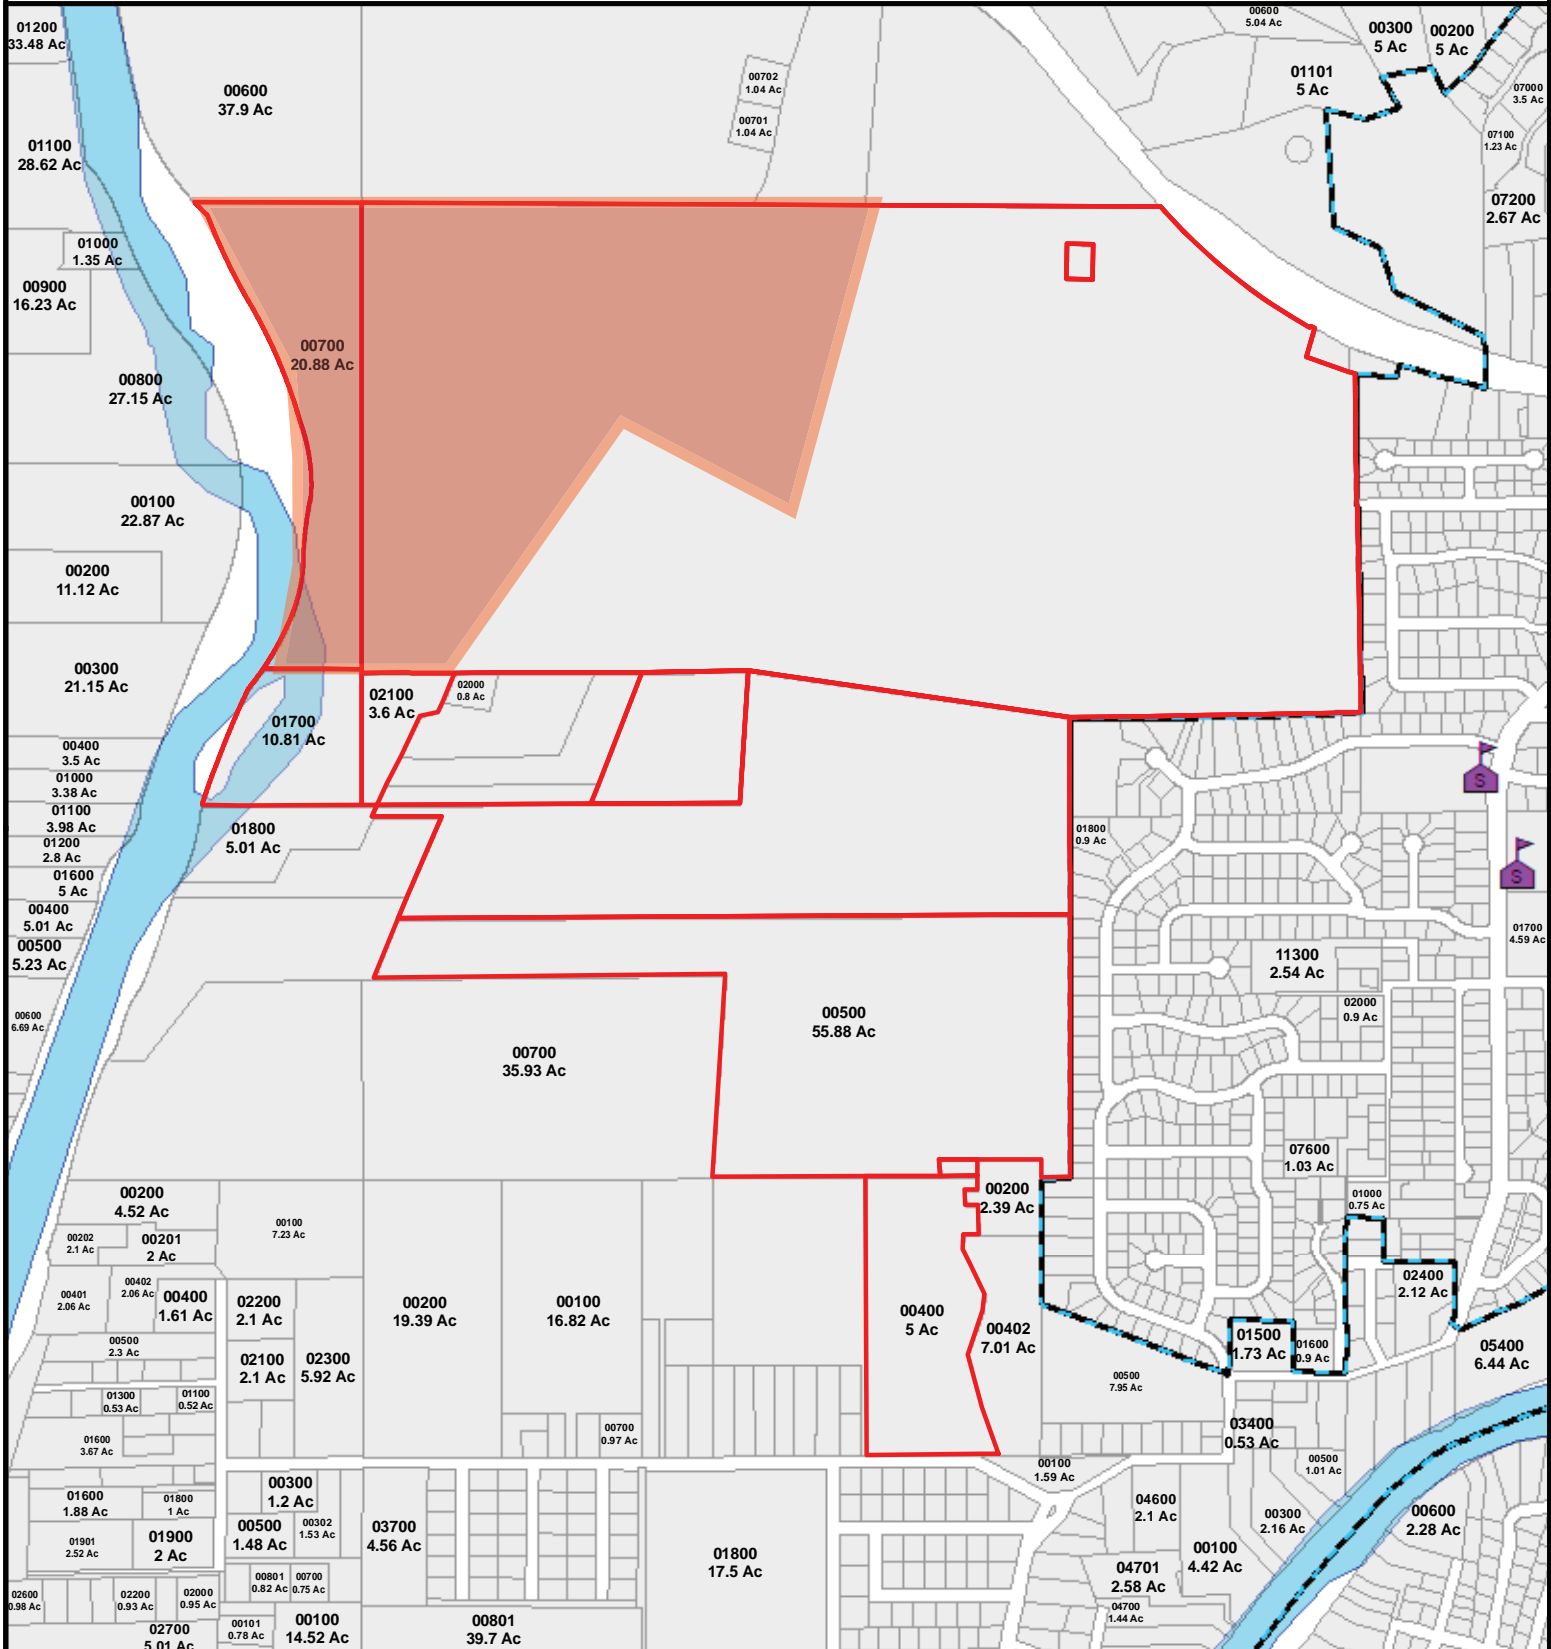 01200
33.48 Ac
00600
37.9 Ac
00702
1.04 Ac
00701
1.04 Ac
00600
5.04 Ac
00300
5 Ac
00200
5 Ac
01101
5 Ac
07000
3.5 Ac
07100
1.23 Ac
07200
2.67 Ac
01100
28.62 Ac
01000
1.35 Ac
00900
16.23 Ac
00700
20.88 Ac
00800
27.15 Ac
00100
22.87 Ac
00200
11.12 Ac
00300
21.15 Ac
02100
3.6 Ac
02000
0.8 Ac
01700
10.81 Ac
00400
3.5 Ac
01000
3.38 Ac
01100
3.98 Ac
01200
2.8 Ac
01600
5 Ac
00400
5.01 Ac
00500
5.23 Ac
00600
6.69 Ac
01800
5.01 Ac
01800
0.9 Ac
S
S
01700
4.59 Ac
11300
2.54 Ac
02000
0.9 Ac
00500
55.88 Ac
00700
35.93 Ac
07600
1.03 Ac
01000
0.75 Ac
00200
2.39 Ac
00200
4.52 Ac
00202
2.1 Ac
00201
2 Ac
00100
7.23 Ac
00401
2.06 Ac
00402
2.06 Ac
00400
1.61 Ac
02200
2.1 Ac
00200
19.39 Ac
00100
16.82 Ac
00400
5 Ac
00402
7.01 Ac
02400
2.12 Ac
01500
1.73 Ac
01600
0.9 Ac
05400
6.44 Ac
00500
2.3 Ac
02100
2.1 Ac
02300
5.92 Ac
00500
7.95 Ac
01300
0.53 Ac
01100
0.52 Ac
01600
3.67 Ac
00700
0.97 Ac
03400
0.53 Ac
00100
1.59 Ac
00500
1.01 Ac
01600
1.88 Ac
01800
1 Ac
00300
1.2 Ac
00500
1.48 Ac
00302
1.53 Ac
03700
4.56 Ac
01901
2.52 Ac
01900
2 Ac
01800
17.5 Ac
04600
2.1 Ac
00300
2.16 Ac
00600
2.28 Ac
00100
4.42 Ac
04701
2.58 Ac
04700
1.44 Ac
02600
0.98 Ac
02200
0.93 Ac
02000
0.95 Ac
00801
0.82 Ac
00700
0.75 Ac
02700
5.01 Ac
00101
0.78 Ac
00100
14.52 Ac
00801
39.7 Ac